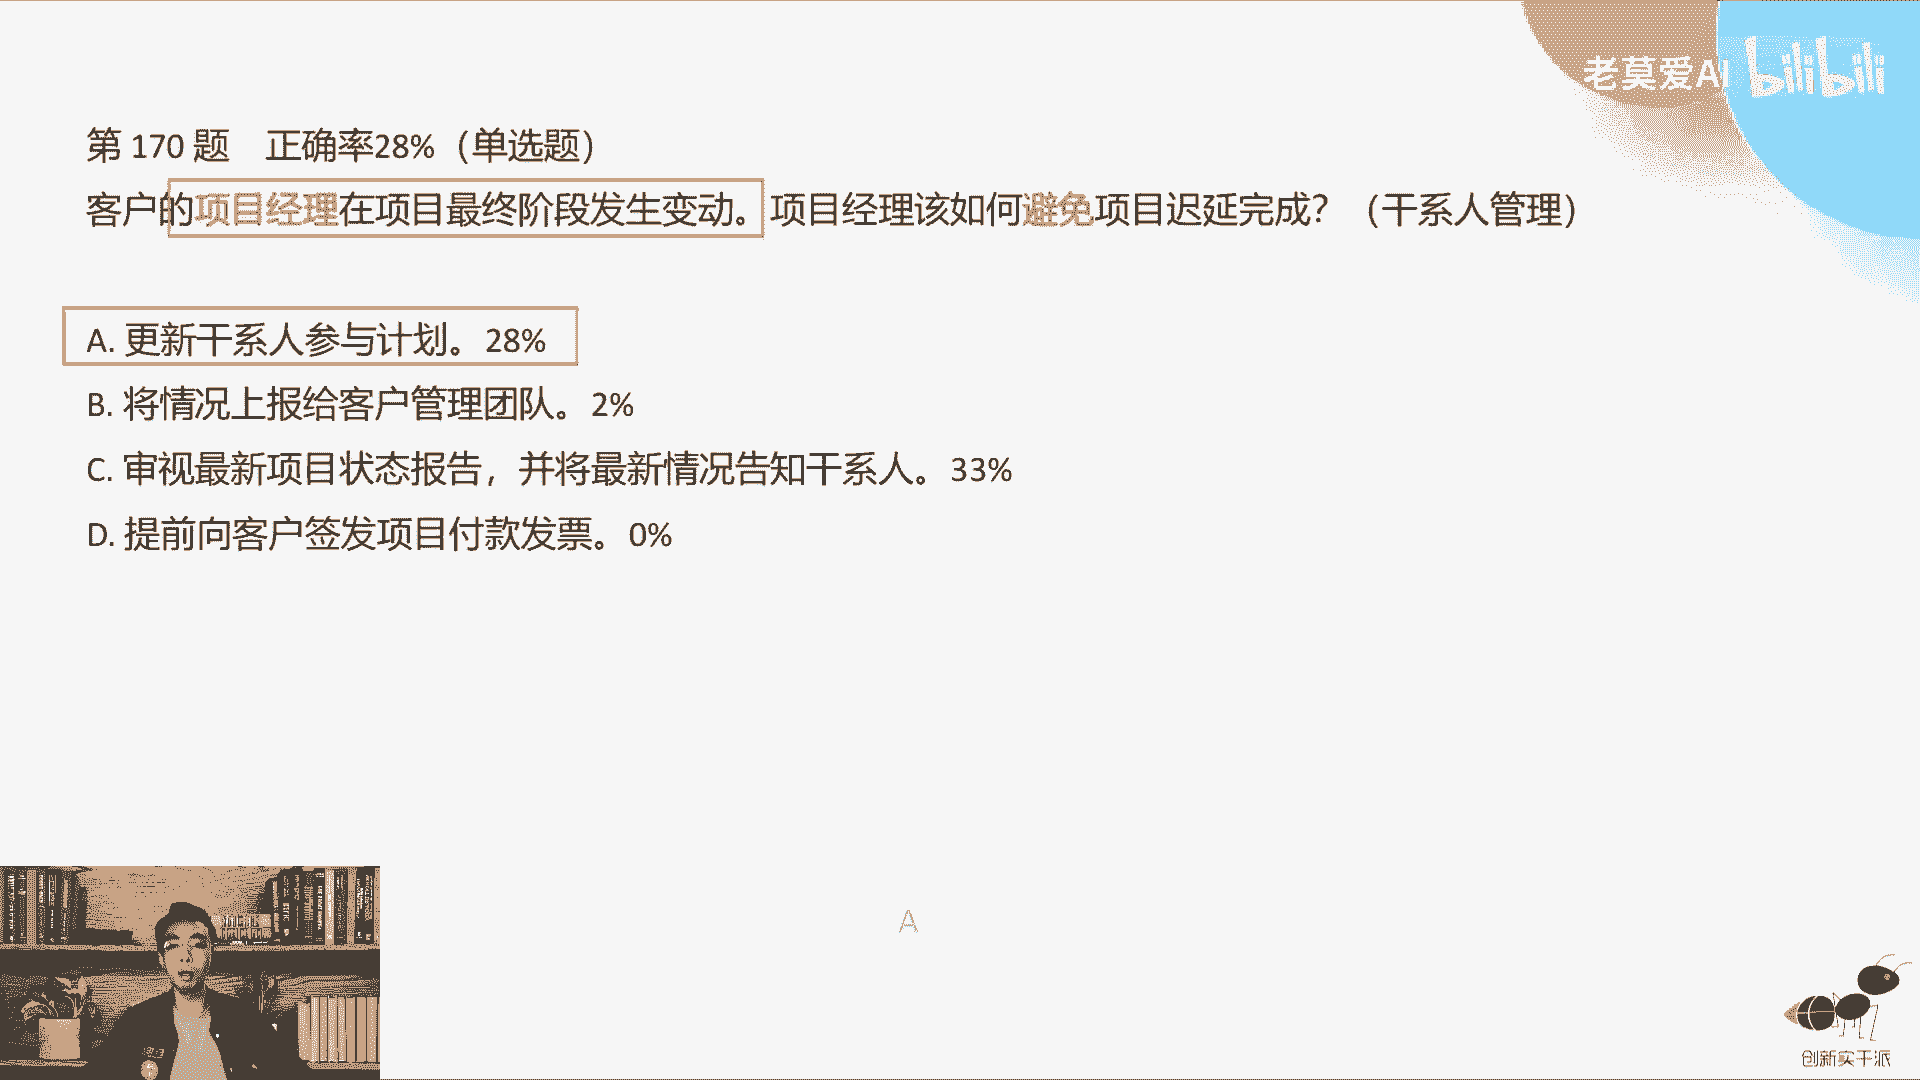 老莫爱AI bilibili
第 170 题 正确率28%（单选题）
客户的项目经理在项目最终阶段发生变动。项目经理该如何避免项目迟延完成？（干系人管理）
A. 更新干系人参与计划。28%
B. 将情况上报给客户管理团队。2%
C. 审视最新项目状态报告，并将最新情况告知干系人。33%
D. 提前向客户签发项目付款发票。0%
A
创新实干派